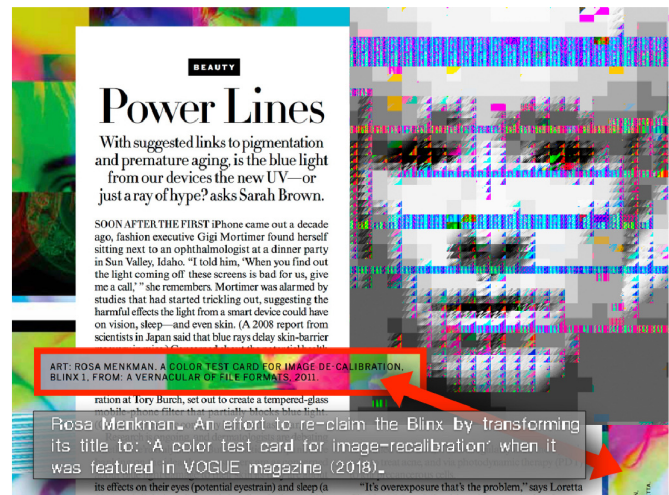 BEAUTY
Power Lines
With suggested links to pigmentation
and premature aging, is the blue light
from our devices the new UV—or
just a ray of hype? asks Sarah Brown.
SOON AFTER THE FIRST iPhone came out a decade
ago, fashion executive Gigi Mortimer found herself
sitting next to an ophthalmologist at a dinner party
in Sun Valley, Idaho. “I told him, ‘When you find out
the light coming off these screens is bad for us, give
me a call,’ ” she remembers. Mortimer was alarmed by
studies that had started trickling out, suggesting the
harmful effects the light from a smart device could have
on vision, sleep—and even skin. (A 2008 report from
scientists in Japan said that blue rays delay skin-barrier
ART: ROSA MENKMAN. A COLOR TEST CARD FOR IMAGE DE-CALIBRATION,
BLINX 1, FROM: A VERNACULAR OF FILE FORMATS, 2011.
ration at Tory Burch, set out to create a tempered-glass
mobile-phone filter that partially blocks blue light.
Rosa Menkman_ An effort to re-claim the Blinx by transforming
its title to: ‘A color test card for image-recalibration’ when it
was featured in VOGUE magazine (2018)_
its effects on their eyes (potential eyestrain) and sleep (a
“It’s overexposure that’s the problem,” says Loretta